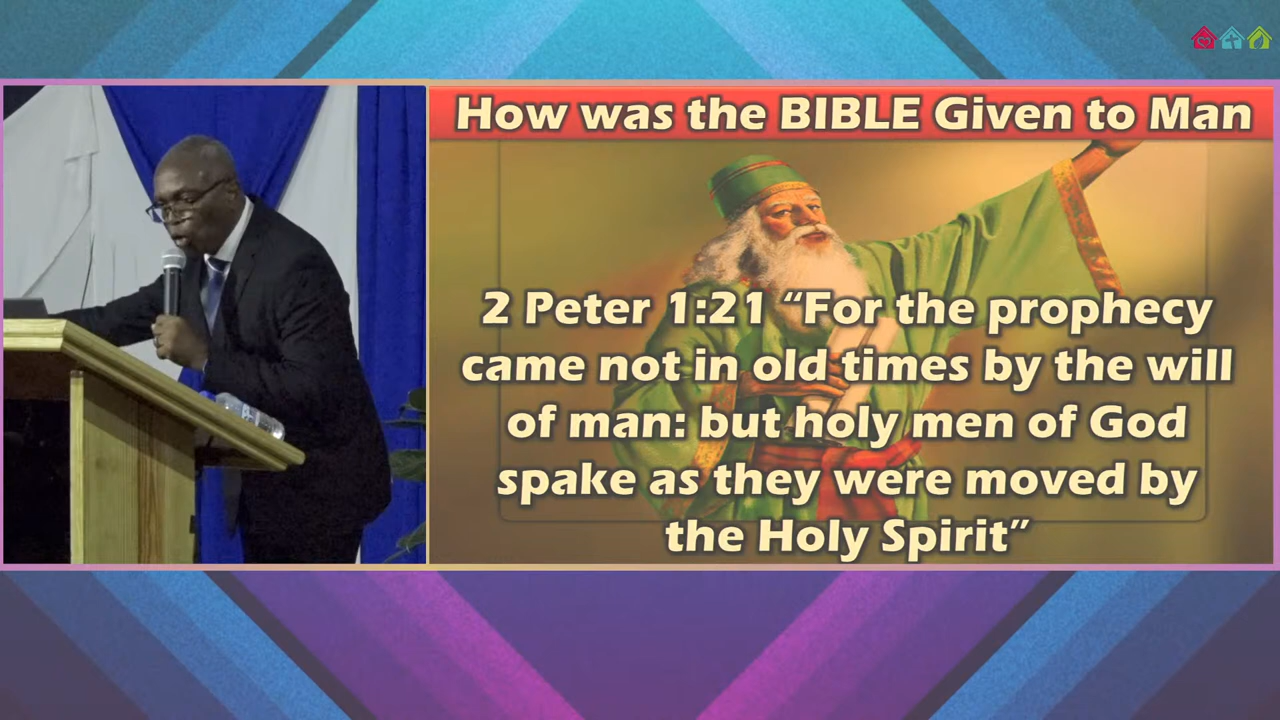 How was the BIBLE Given to Man
2 Peter 1:21 “For the prophecy
came not in old times by the will
of man: but holy men of God
spake as they were moved by
the Holy Spirit”